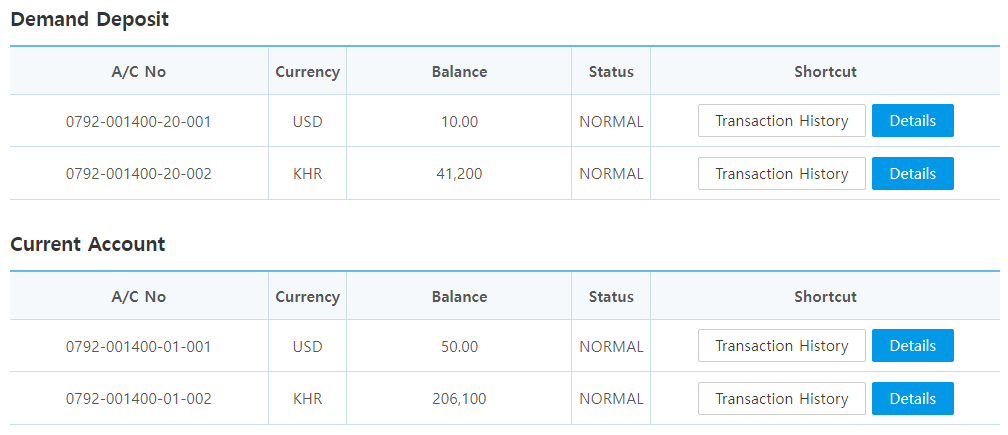 Demand Deposit
A/C No Currency Balance Status Shortcut
0792-001400-20-001 USD 10.00 NORMAL Transaction History Details
0792-001400-20-002 KHR 41,200 NORMAL Transaction History Details
Current Account
A/C No Currency Balance Status Shortcut
0792-001400-01-001 USD 50.00 NORMAL Transaction History Details
0792-001400-01-002 KHR 206,100 NORMAL Transaction History Details